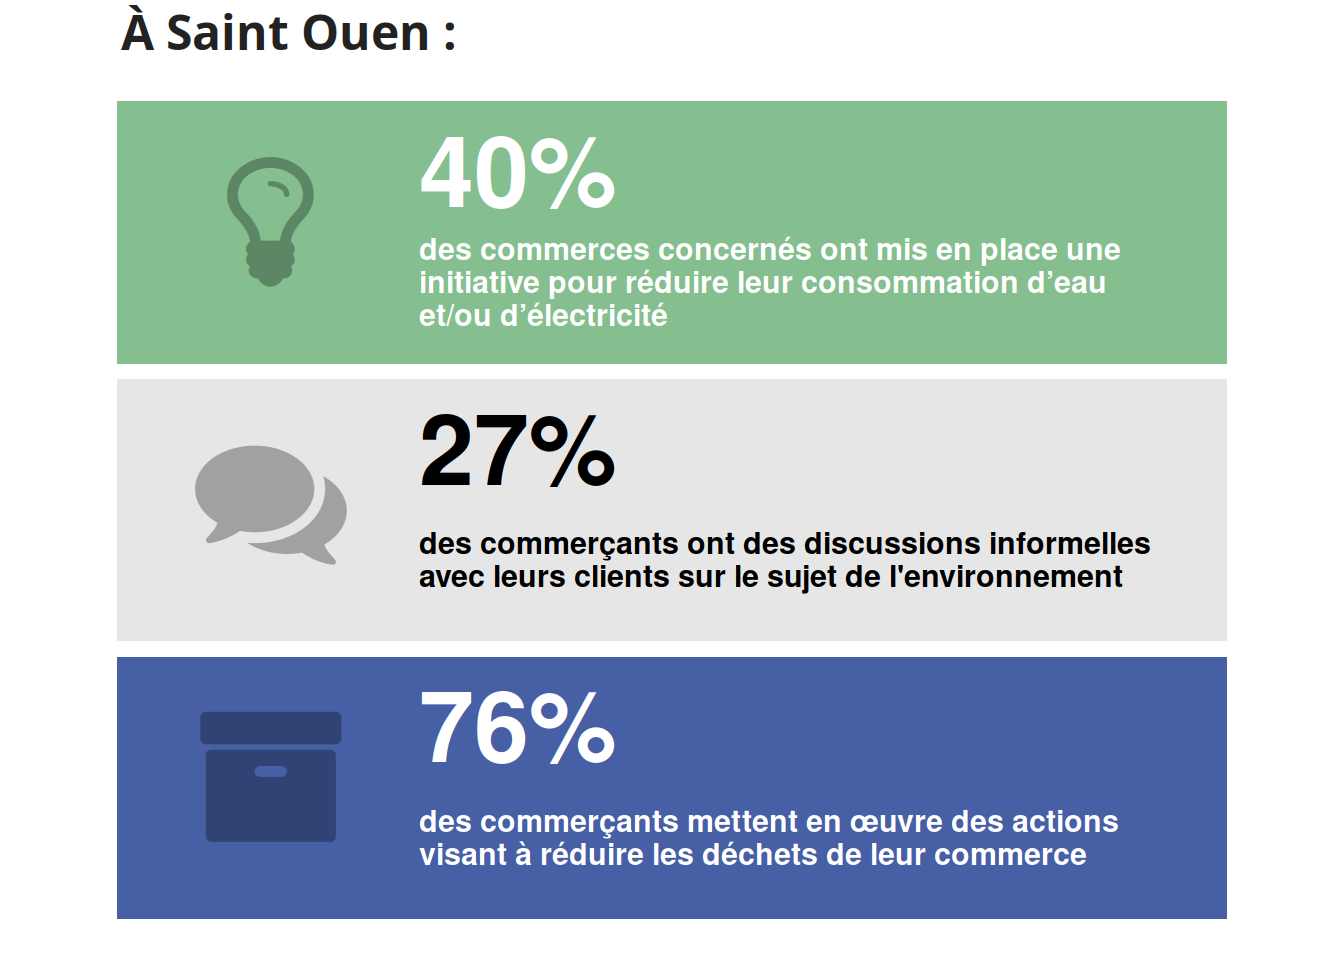 À Saint Ouen :
40%
des commerces concernés ont mis en place une
initiative pour réduire leur consommation d’eau
et/ou d’électricité
27%
des commerçants ont des discussions informelles
avec leurs clients sur le sujet de l'environnement
76%
des commerçants mettent en œuvre des actions
visant à réduire les déchets de leur commerce